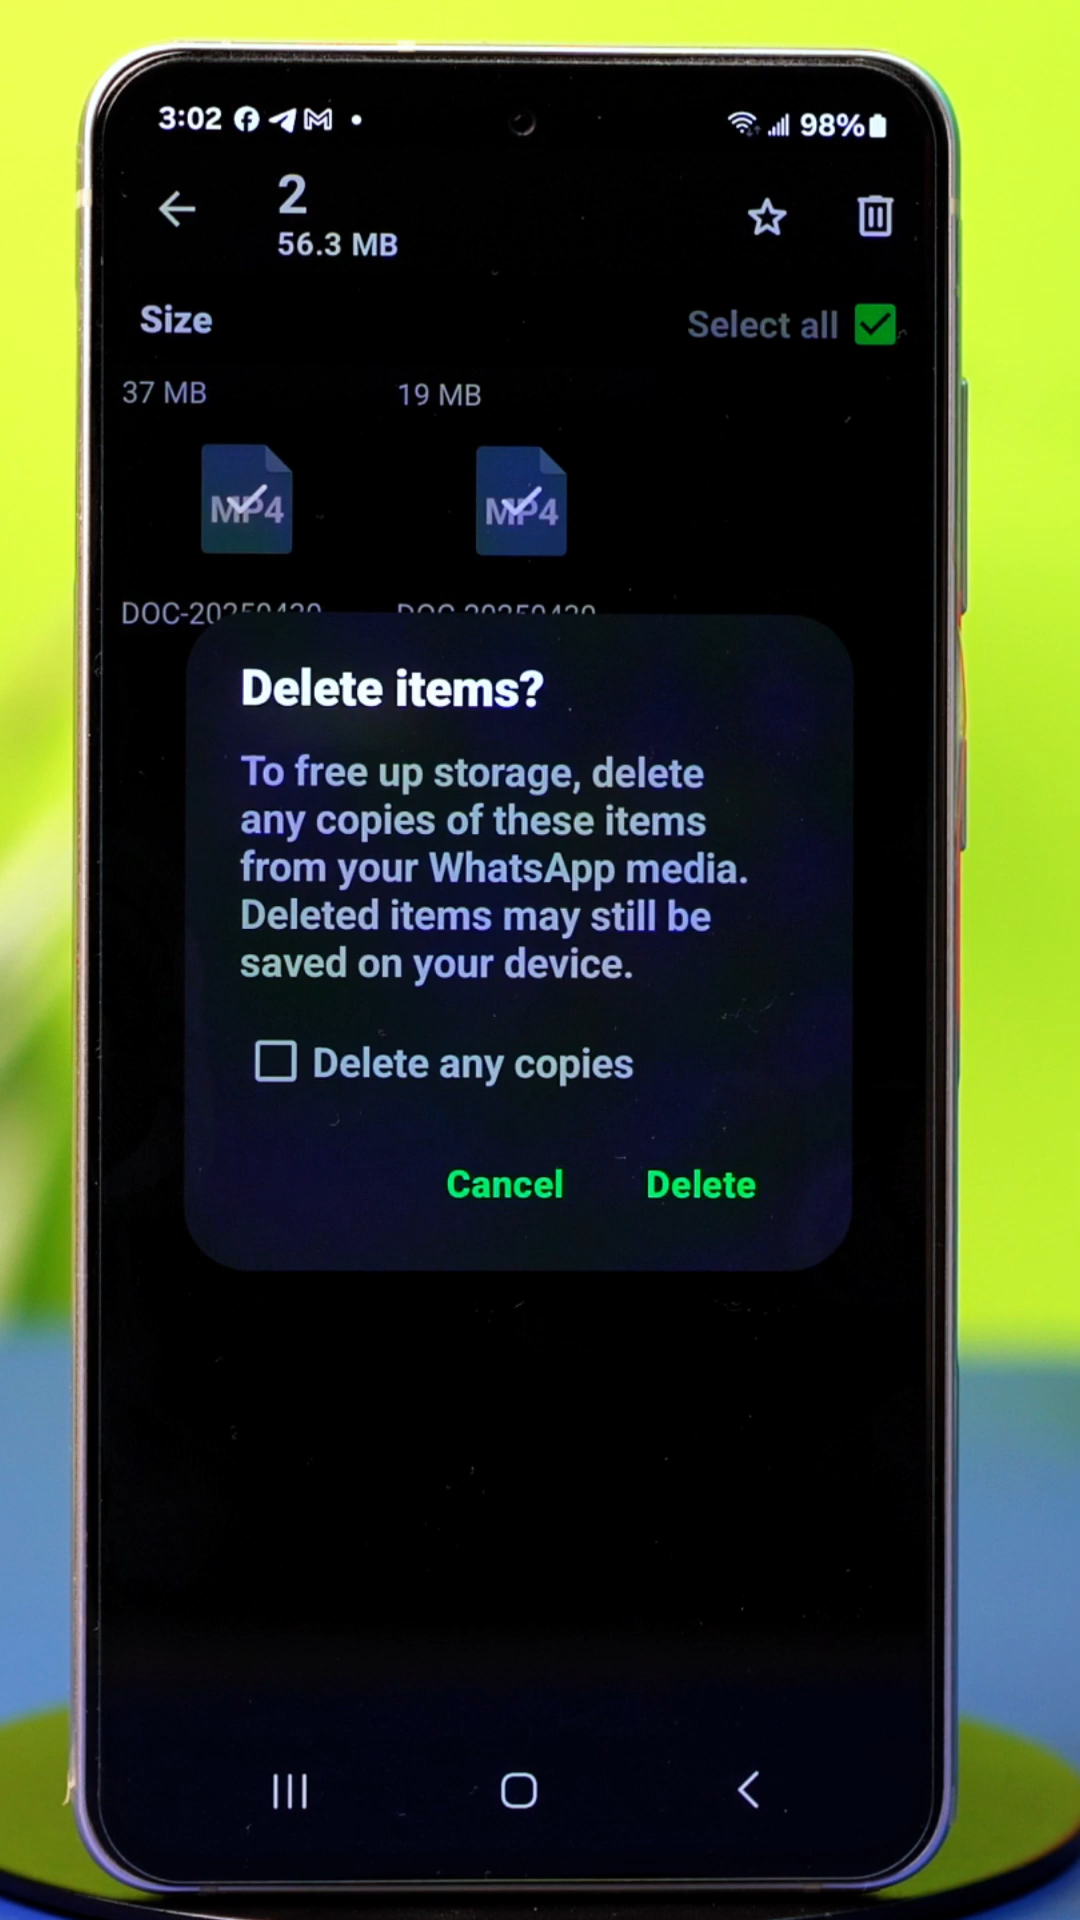 3:02 98%
2
56.3 MB
Size Select all
37 MB 19 MB
MP4 MP4
DOC-20250430 DOC-20250430
Delete items?
To free up storage, delete
any copies of these items
from your WhatsApp media.
Deleted items may still be
saved on your device.
Delete any copies
Cancel Delete